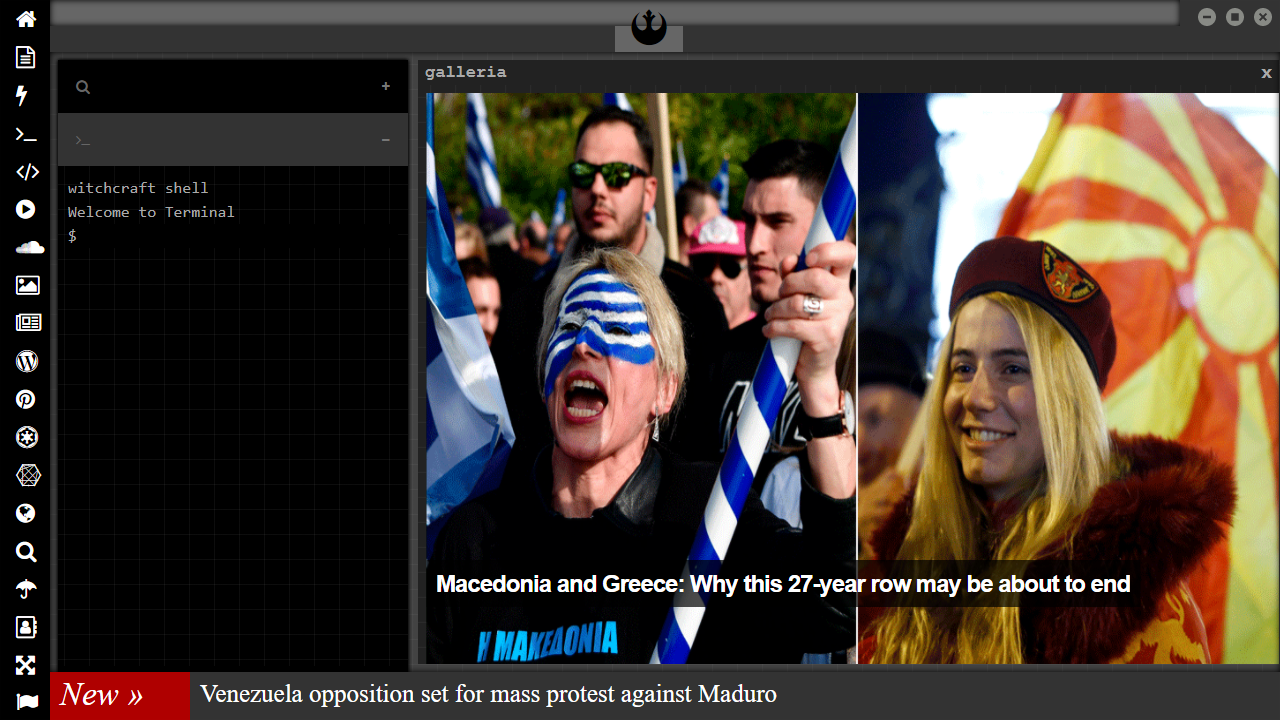 galleria
x
+
>_
−
witchcraft shell
Welcome to Terminal
$
Macedonia and Greece: Why this 27-year row may be about to end
Η ΜΑΚΕΔΟΝΙΑ
New » Venezuela opposition set for mass protest against Maduro